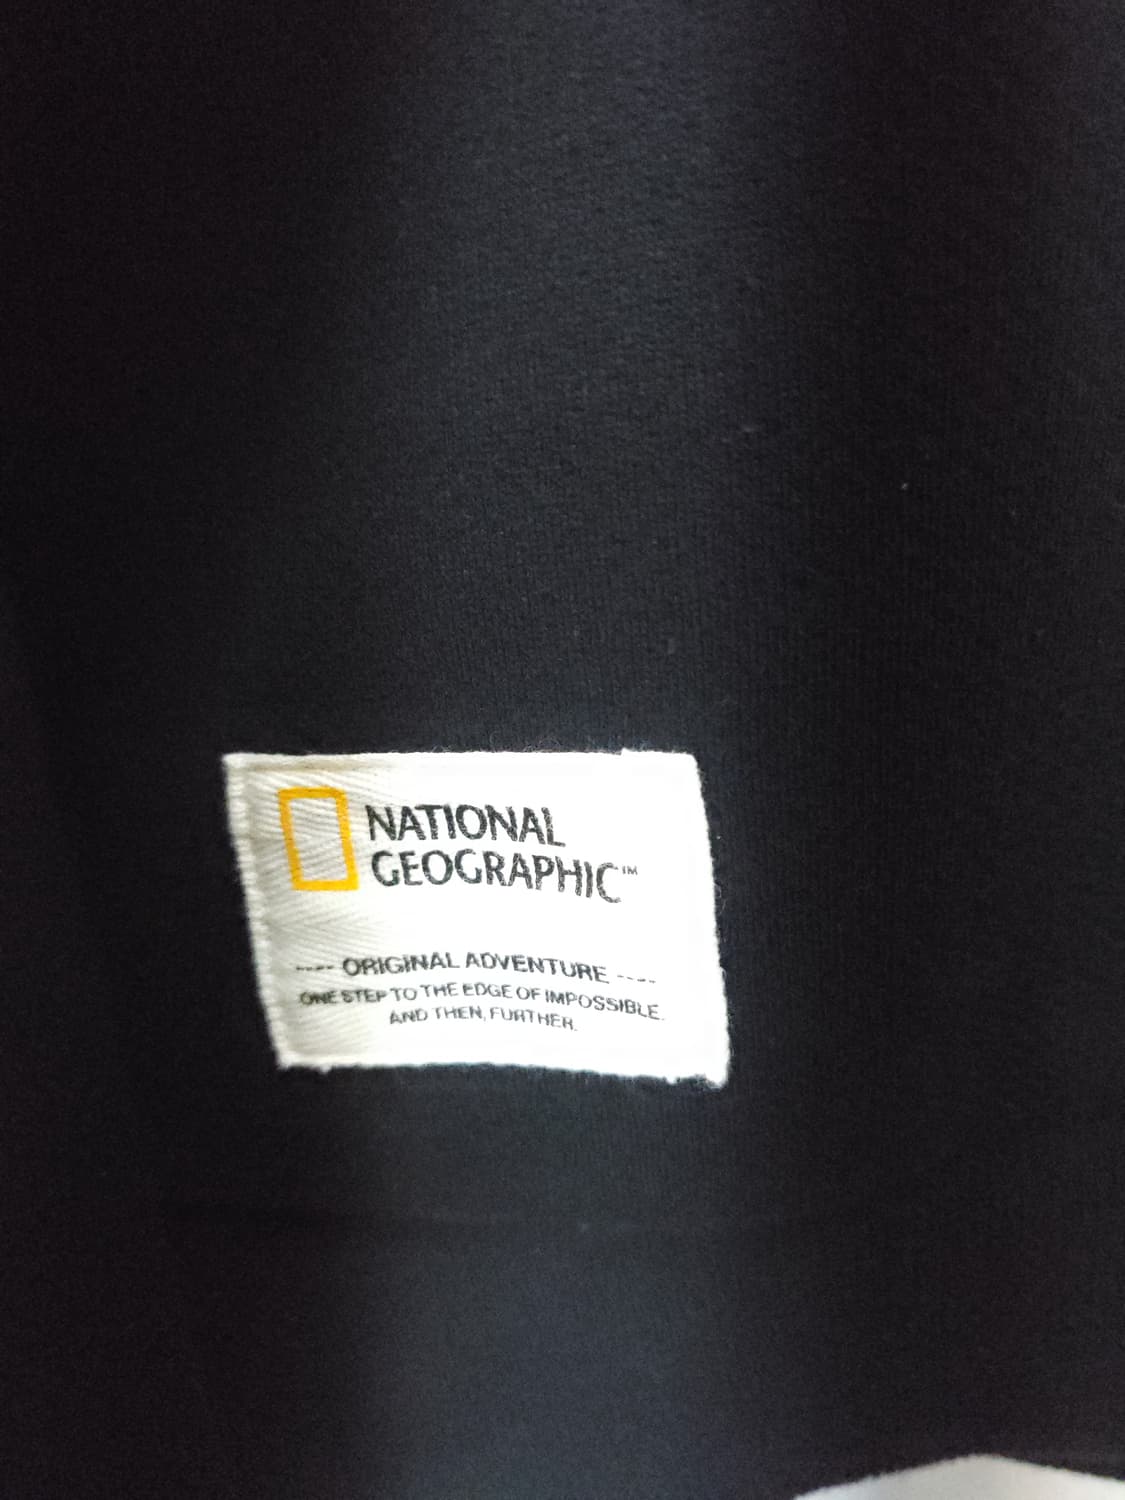 NATIONAL
GEOGRAPHIC™
---- ORIGINAL ADVENTURE ----
ONE STEP TO THE EDGE OF IMPOSSIBLE.
AND THEN, FURTHER.